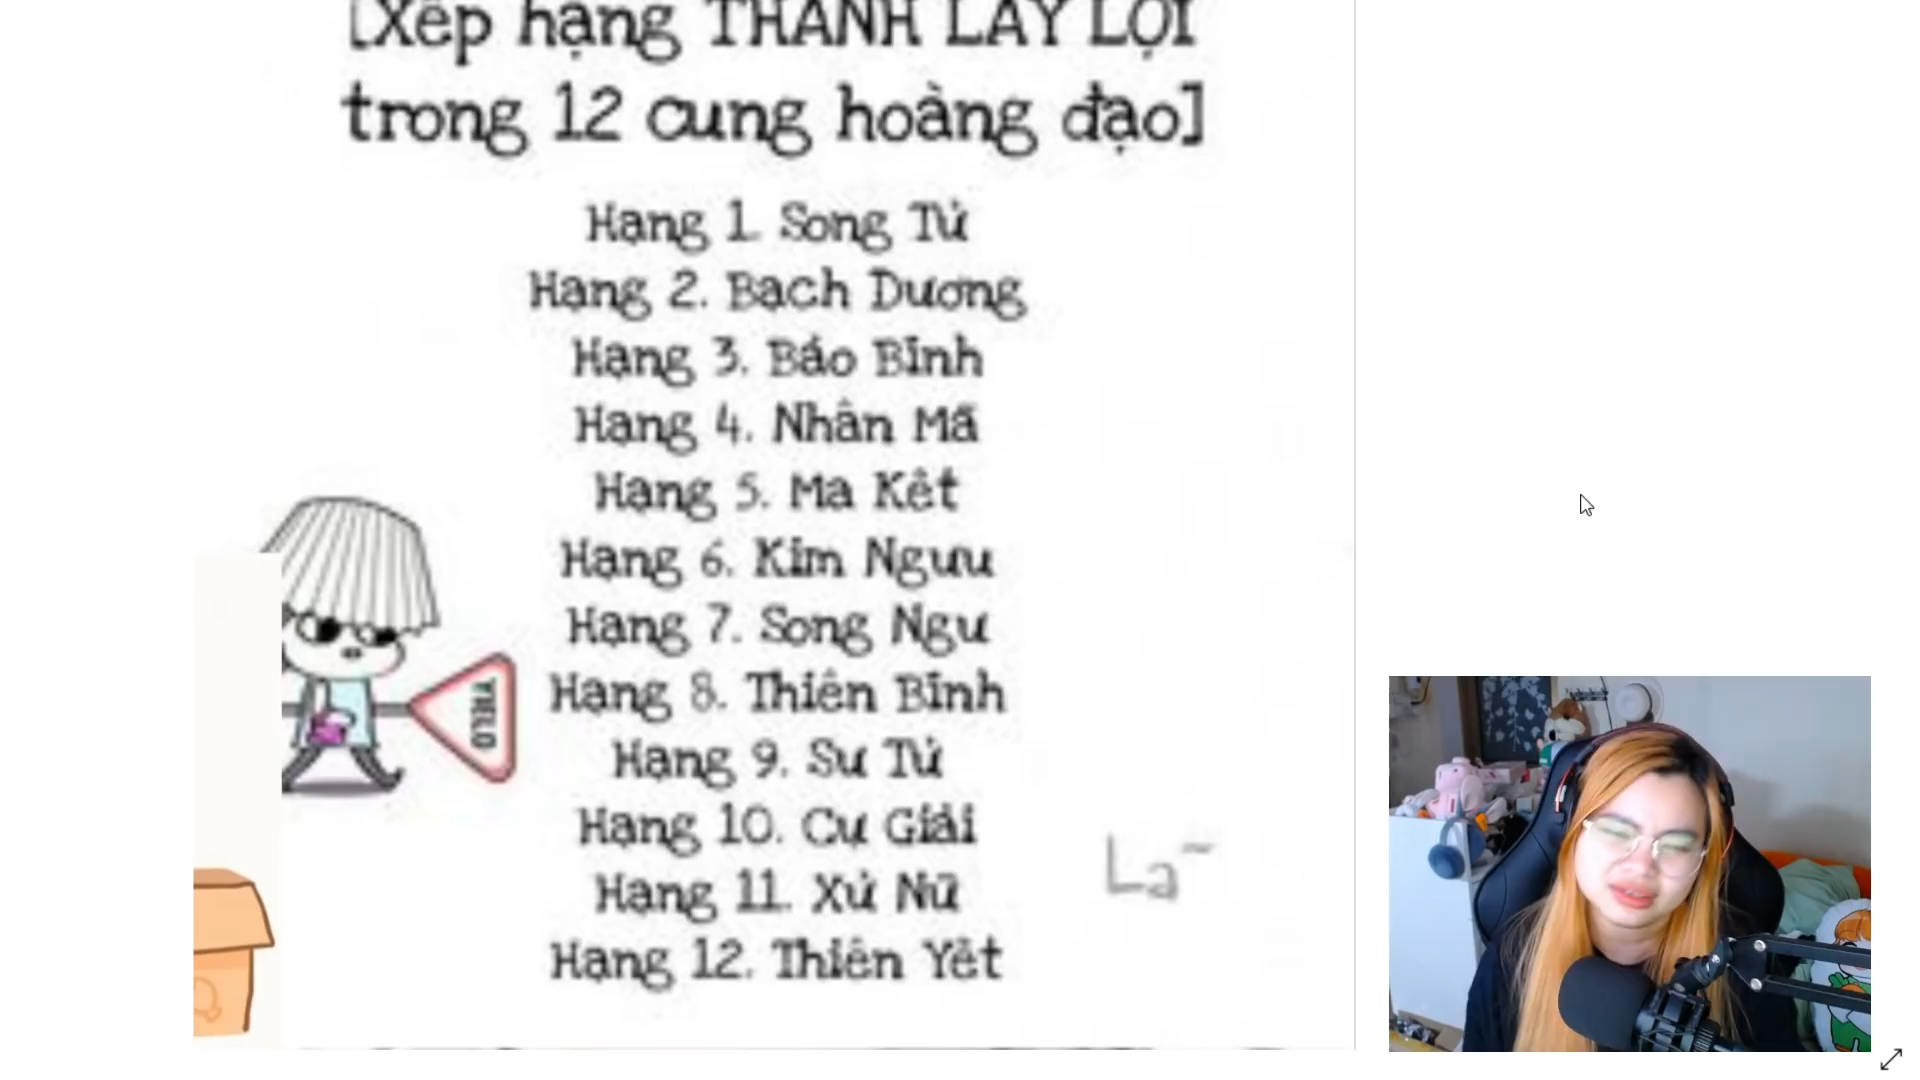 [Xếp hạng THÁNH LẦY LỘI
trong 12 cung hoàng đạo]
Hạng 1. Song Tử
Hạng 2. Bạch Dương
Hạng 3. Bảo Bình
Hạng 4. Nhân Mã
Hạng 5. Ma Kết
Hạng 6. Kim Ngưu
Hạng 7. Song Ngư
YIELD
Hạng 8. Thiên Bình
Hạng 9. Sư Tử
Hạng 10. Cự Giải
La~
Hạng 11. Xử Nữ
Hạng 12. Thiên Yết